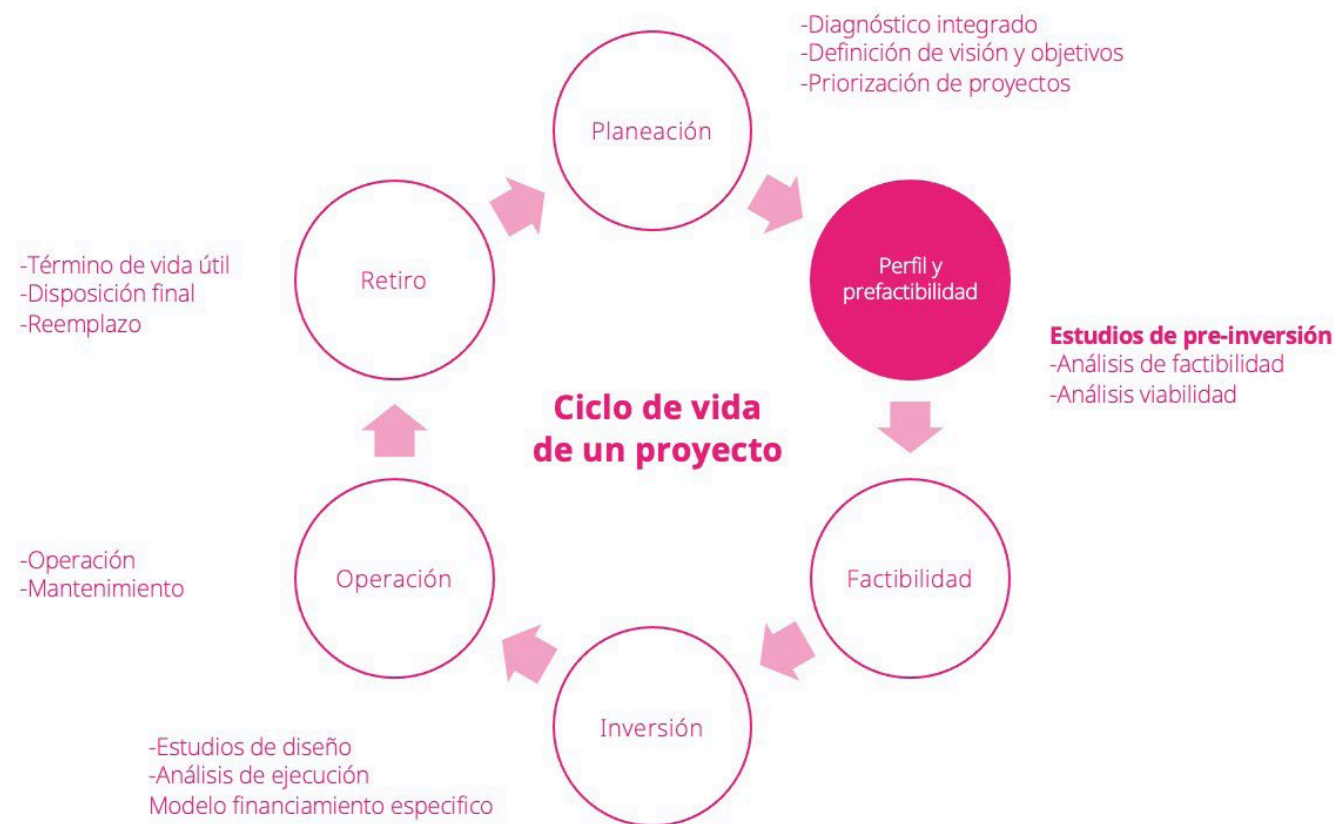 -Diagnóstico integrado
-Definición de visión y objetivos
-Priorización de proyectos
Planeación
Perfil y
prefactibilidad
Estudios de pre-inversión
-Análisis de factibilidad
-Análisis viabilidad
Factibilidad
Inversión
-Estudios de diseño
-Análisis de ejecución
Modelo financiamiento especifico
Operación
-Operación
-Mantenimiento
Retiro
-Término de vida útil
-Disposición final
-Reemplazo
Ciclo de vida
de un proyecto